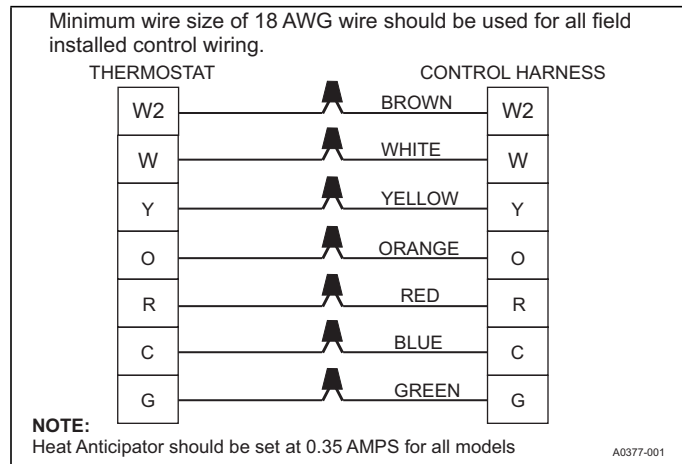 Minimum wire size of 18 AWG wire should be used for all field
installed control wiring.
THERMOSTAT CONTROL HARNESS
W2 BROWN W2
W WHITE W
Y YELLOW Y
O ORANGE O
R RED R
C BLUE C
G GREEN G
NOTE:
Heat Anticipator should be set at 0.35 AMPS for all models
A0377-001